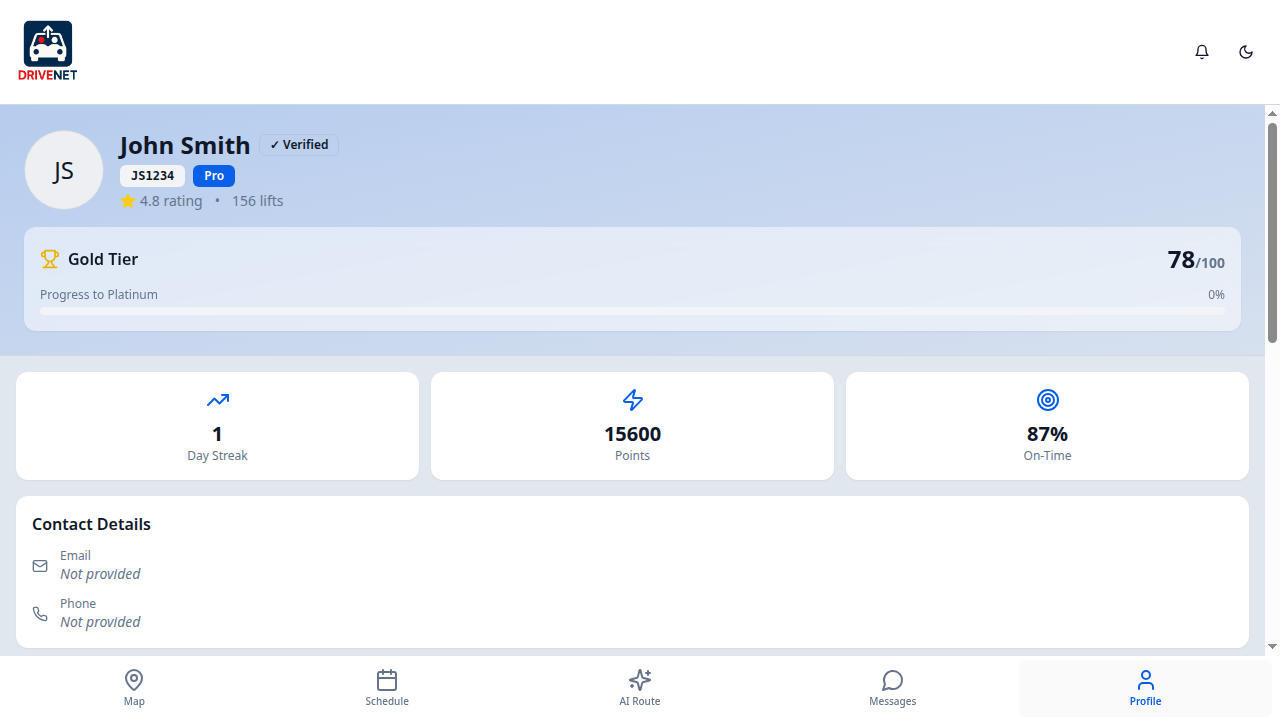 DRIVENET
JS
John Smith
✓ Verified
JS1234
Pro
4.8 rating • 156 lifts
Gold Tier
78/100
Progress to Platinum
0%
1
Day Streak
15600
Points
87%
On-Time
Contact Details
Email
Not provided
Phone
Not provided
Map
Schedule
AI Route
Messages
Profile